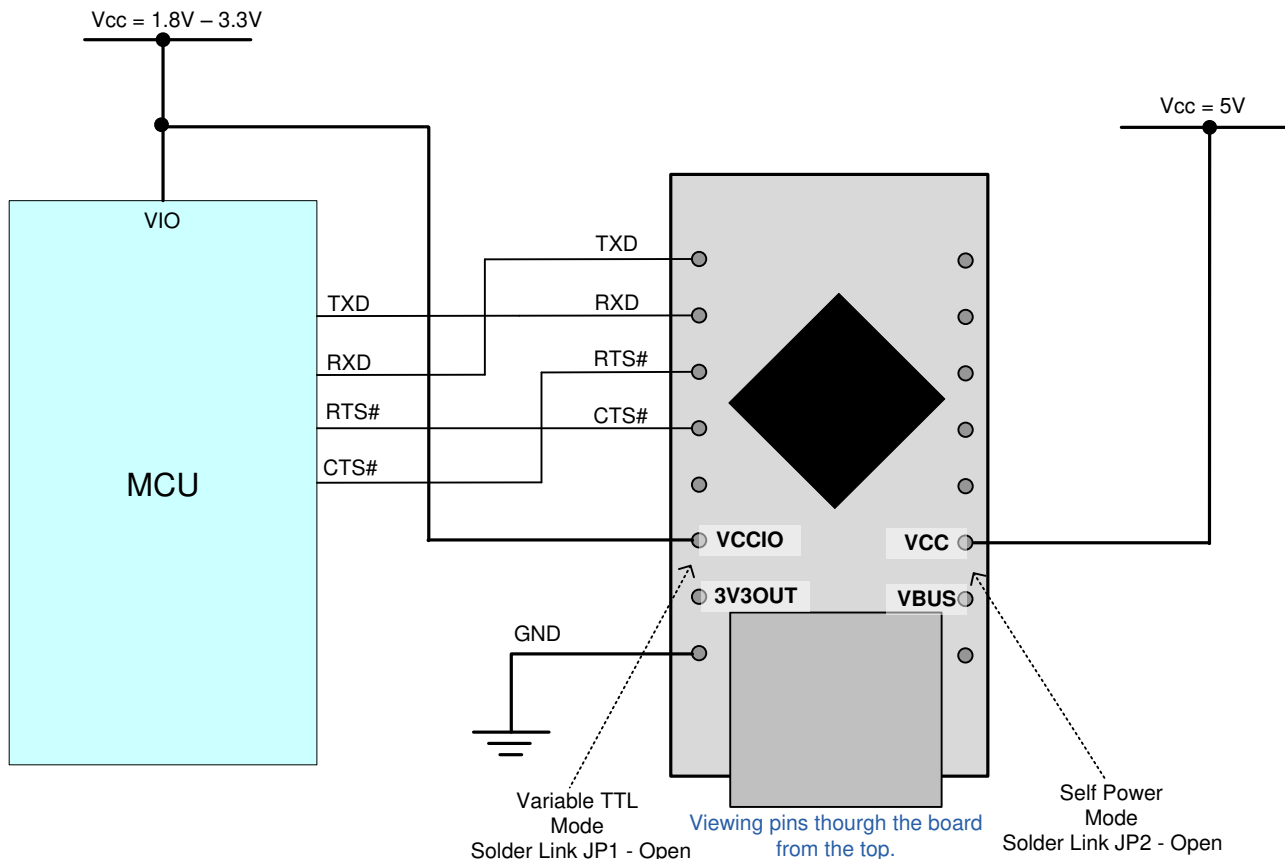 Vcc = 1.8V – 3.3V
Vcc = 5V
VIO
TXD
RXD
RTS#
CTS#
MCU
TXD
RXD
RTS#
CTS#
VCCIO
VCC
3V3OUT
VBUS
GND
Variable TTL
Mode
Solder Link JP1 - Open
Viewing pins thourgh the board
from the top.
Self Power
Mode
Solder Link JP2 - Open